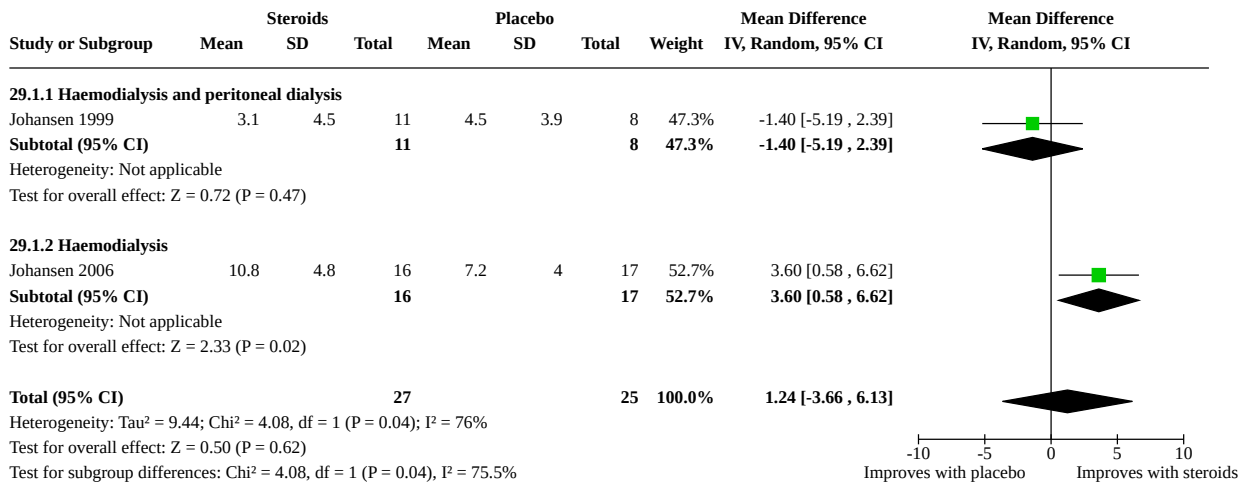 Steroids Placebo Mean Difference Mean Difference
Study or Subgroup Mean SD Total Mean SD Total Weight IV, Random, 95% CI IV, Random, 95% CI
29.1.1 Haemodialysis and peritoneal dialysis
Johansen 1999 3.1 4.5 11 4.5 3.9 8 47.3% -1.40 [-5.19 , 2.39]
Subtotal (95% CI) 11 8 47.3% -1.40 [-5.19 , 2.39]
Heterogeneity: Not applicable
Test for overall effect: Z = 0.72 (P = 0.47)
29.1.2 Haemodialysis
Johansen 2006 10.8 4.8 16 7.2 4 17 52.7% 3.60 [0.58 , 6.62]
Subtotal (95% CI) 16 17 52.7% 3.60 [0.58 , 6.62]
Heterogeneity: Not applicable
Test for overall effect: Z = 2.33 (P = 0.02)
Total (95% CI) 27 25 100.0% 1.24 [-3.66 , 6.13]
Heterogeneity: Tau² = 9.44; Chi² = 4.08, df = 1 (P = 0.04); I² = 76%
Test for overall effect: Z = 0.50 (P = 0.62)
-10 -5 0 5 10
Test for subgroup differences: Chi² = 4.08, df = 1 (P = 0.04), I² = 75.5% Improves with placebo Improves with steroids